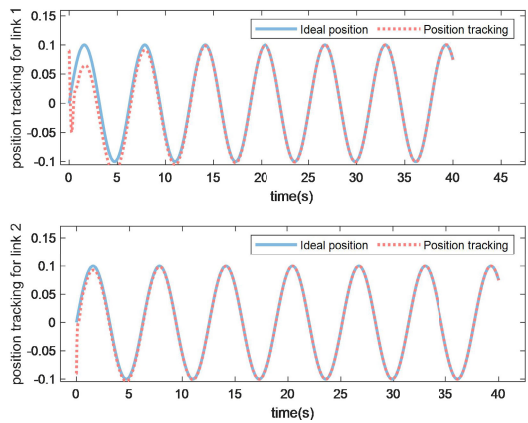 position tracking for link 1
0.15
0.1
0.05
0
-0.05
-0.1
Ideal position
Position tracking
0 5 10 15 20 25 30 36 40 45
time(s)
position tracking for link 2
0.15
0.1
0.05
0
-0.05
-0.1
Ideal position
Position tracking
0 5 10 15 20 25 30 35 40
time(s)